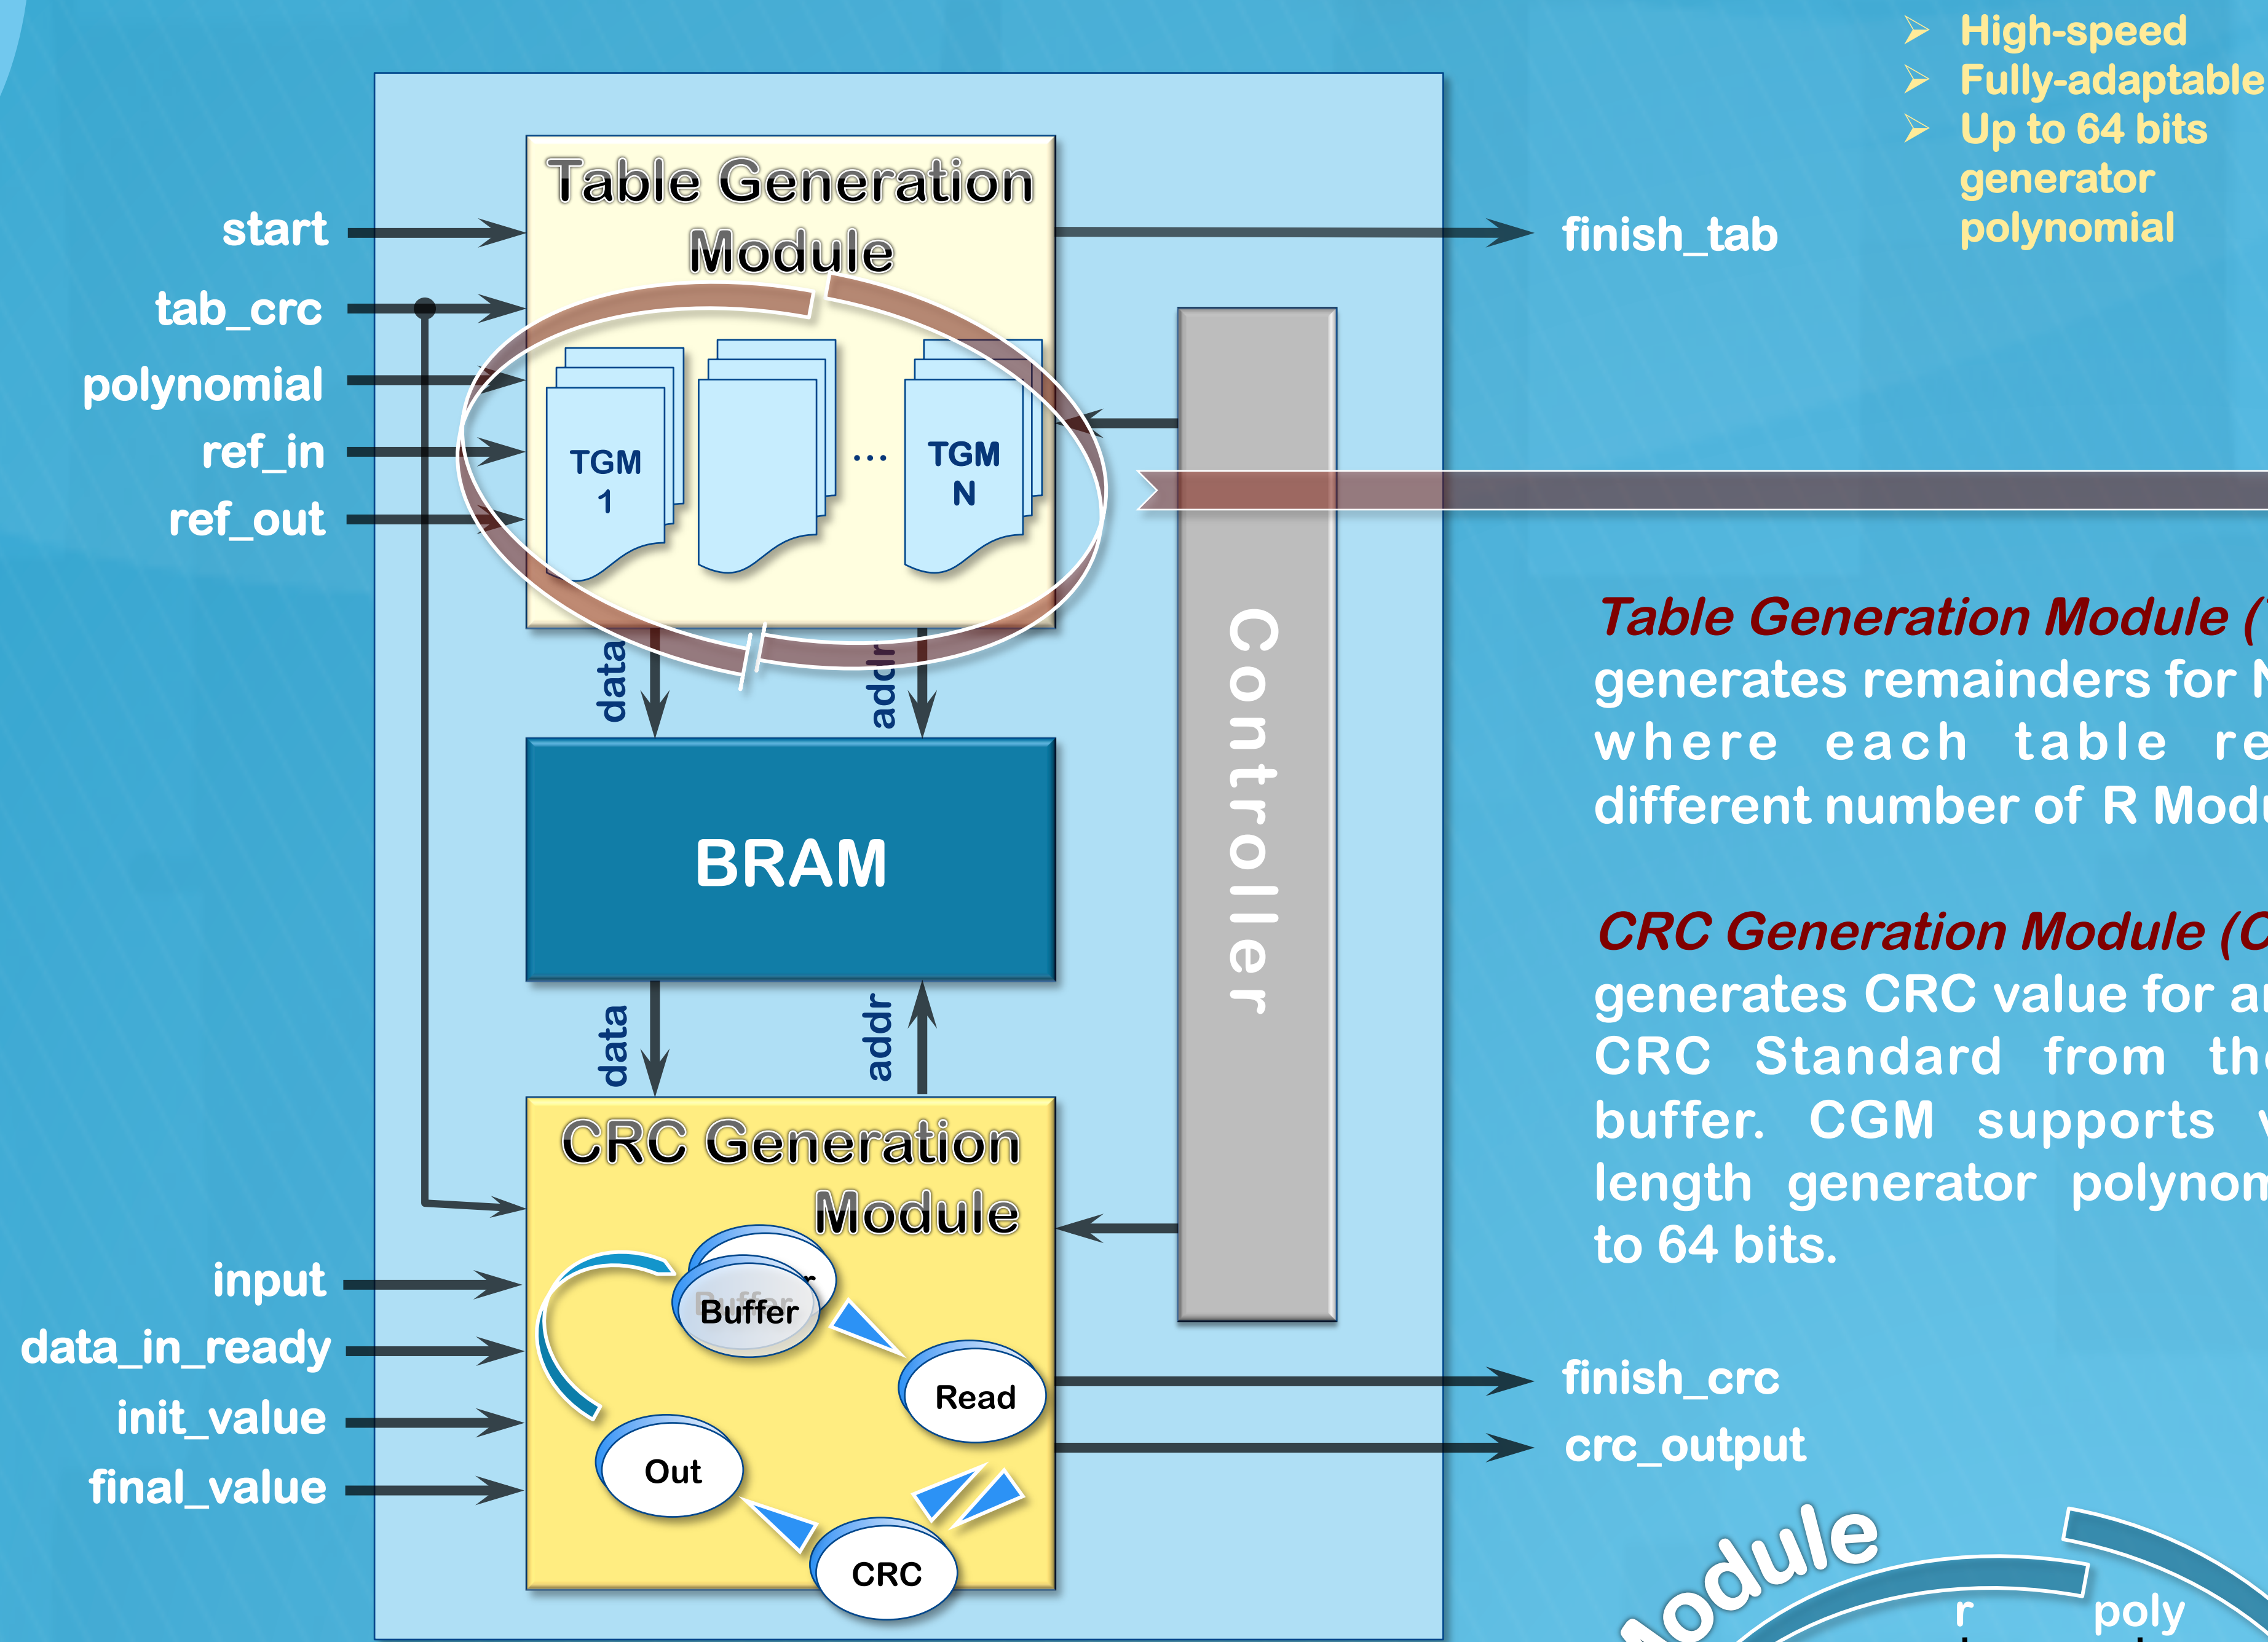 High-speed
Fully-adaptable
Up to 64 bits
generator
polynomial
Table Generation
Module
start
tab_crc
polynomial
ref_in
ref_out
finish_tab
TGM
1
...
TGM
N
Controller
data
addr
BRAM
data
addr
Table Generation Module (
generates remainders for N
where each table re
different number of R Modu
CRC Generation Module (C
generates CRC value for
CRC Standard from the
buffer. CGM supports v
length generator polynom
to 64 bits.
CRC Generation
Module
input
data_in_ready
init_value
final_value
Buffer
Buffer
Read
Out
CRC
finish_crc
crc_output
odule
r
poly